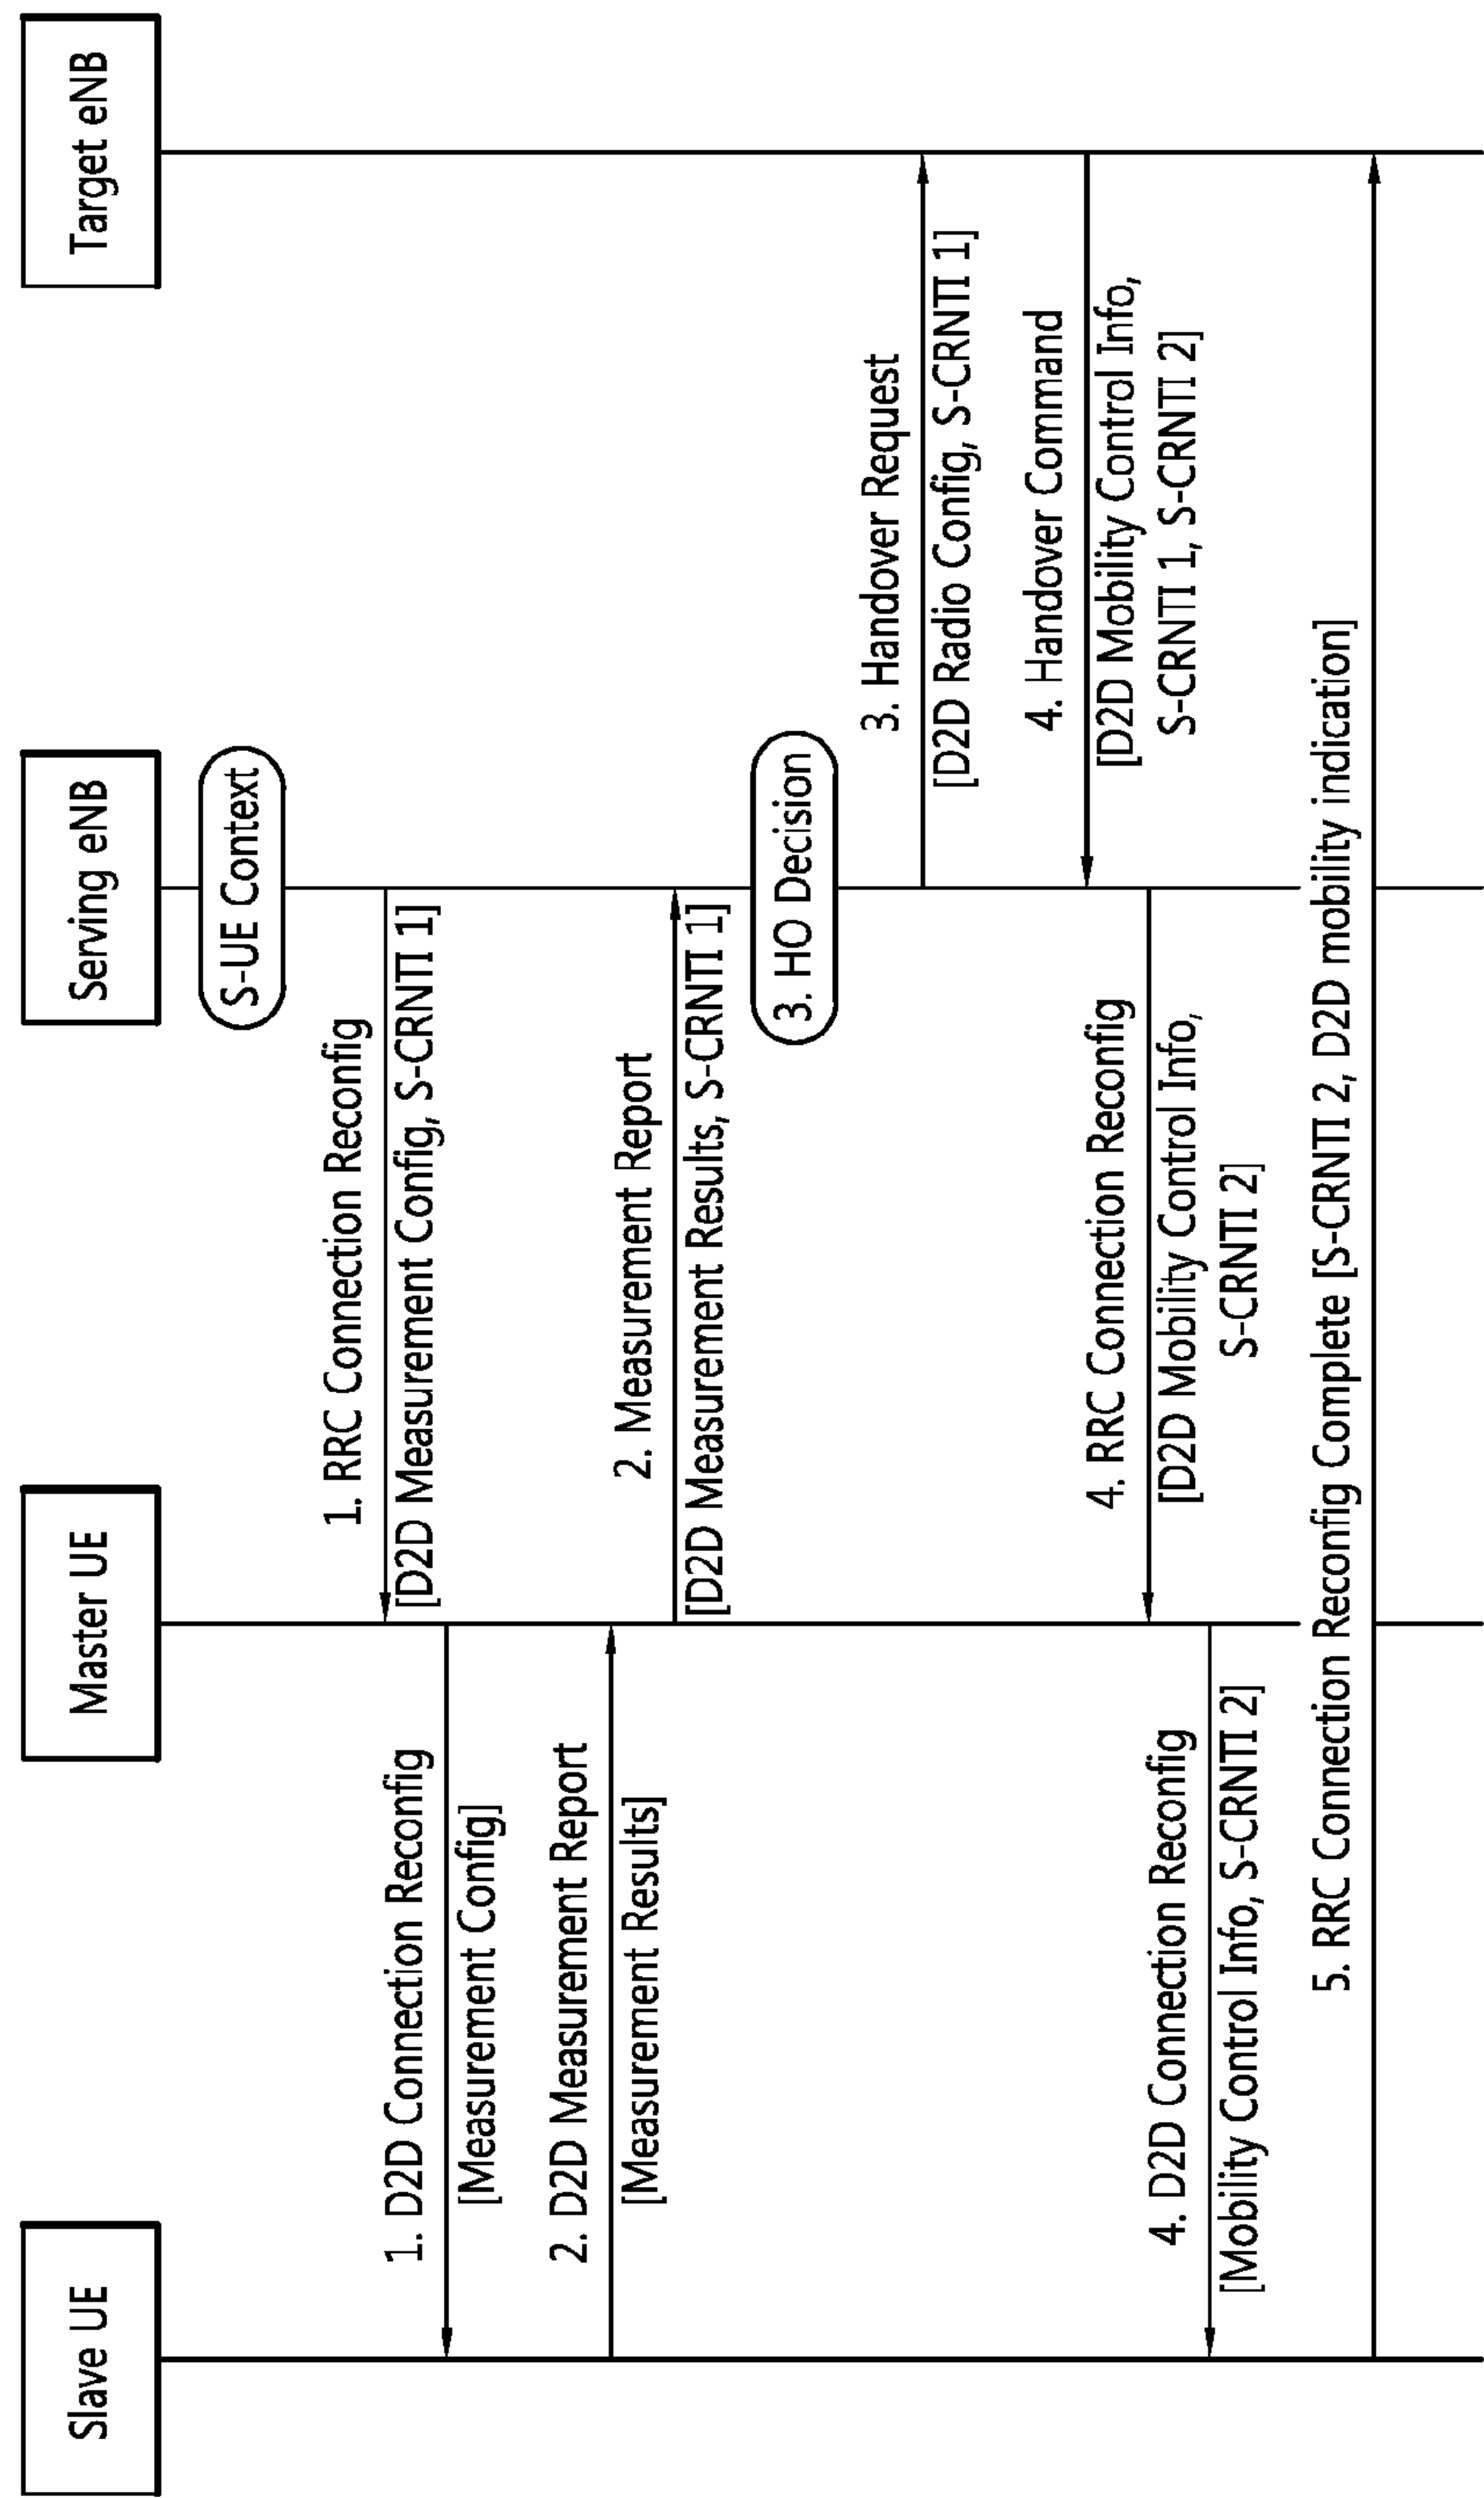 Slave UE
Master UE
Serving eNB
Target eNB
S-UE Context
1. RRC Connection Reconfig
[D2D Measurement Config, S-CRNTI 1]
1. D2D Connection Reconfig
[Measurement Config]
2. D2D Measurement Report
[Measurement Results]
2. Measurement Report
[D2D Measurement Results, S-CRNTI 1]
3. HO Decision
3. Handover Request
[D2D Radio Config, S-CRNTI 1]
4. Handover Command
[D2D Mobility Control Info,
S-CRNTI 1, S-CRNTI 2]
4. RRC Connection Reconfig
[D2D Mobility Control Info,
S-CRNTI 2]
4. D2D Connection Reconfig
[Mobility Control Info, S-CRNTI 2]
5. RRC Connection Reconfig Complete [S-CRNTI 2, D2D mobility indication]